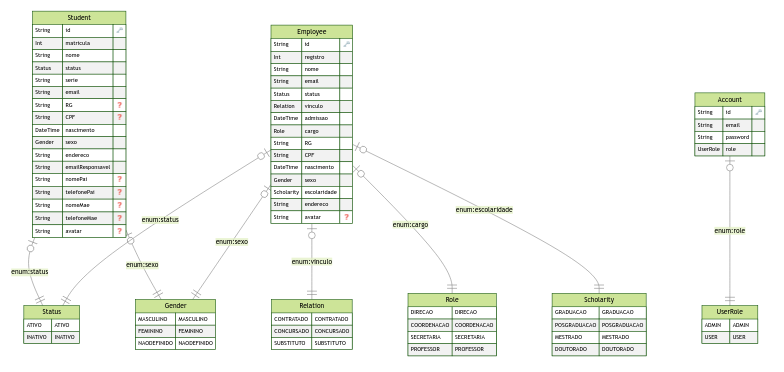 Student
String id
Int matricula
String nome
Status status
String serie
String email
String RG ?
String CPF ?
DateTime nascimento
Gender sexo
String endereco
String emailResponsavel
String nomePai ?
String telefonePai ?
String nomeMae ?
String telefoneMae ?
String avatar ?
Employee
String id
Int registro
String nome
String email
Status status
Relation vinculo
DateTime admissao
Role cargo
String RG
String CPF
DateTime nascimento
Gender sexo
Scholarity escolaridade
String endereco
String avatar ?
Account
String id
String email
String password
UserRole role
enum:status
enum:sexo
enum:status
enum:sexo
enum:vinculo
enum:cargo
enum:escolaridade
enum:role
Status
ATIVO ATIVO
INATIVO INATIVO
Gender
MASCULINO MASCULINO
FEMININO FEMININO
NAODEFINIDO NAODEFINIDO
Relation
CONTRATADO CONTRATADO
CONCURSADO CONCURSADO
SUBSTITUTO SUBSTITUTO
Role
DIRECAO DIRECAO
COORDENACAO COORDENACAO
SECRETARIA SECRETARIA
PROFESSOR PROFESSOR
Scholarity
GRADUACAO GRADUACAO
POSGRADUACAO POSGRADUACAO
MESTRADO MESTRADO
DOUTORADO DOUTORADO
UserRole
ADMIN ADMIN
USER USER